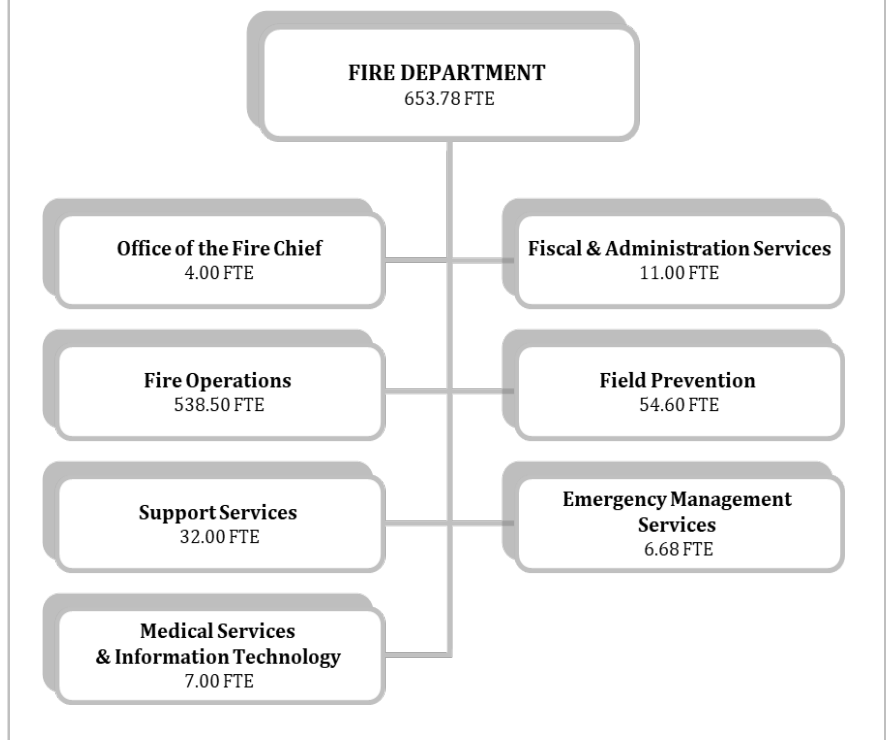 FIRE DEPARTMENT
653.78 FTE
Office of the Fire Chief
4.00 FTE
Fiscal & Administration Services
11.00 FTE
Fire Operations
538.50 FTE
Field Prevention
54.60 FTE
Support Services
32.00 FTE
Emergency Management
Services
6.68 FTE
Medical Services
& Information Technology
7.00 FTE